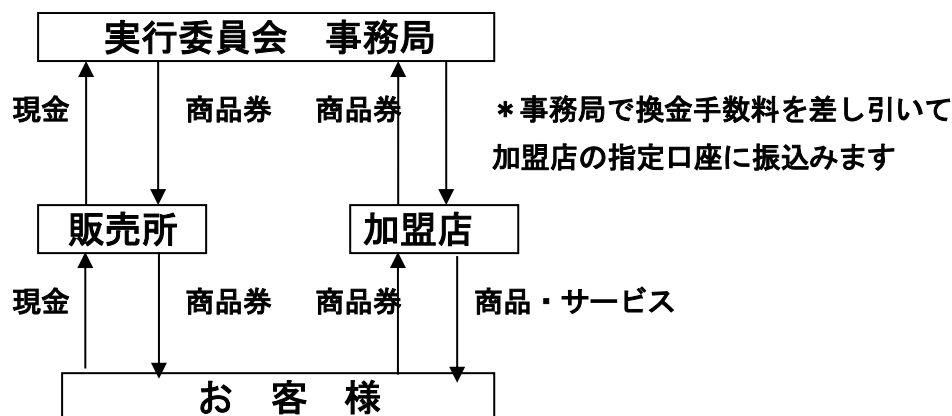 実行委員会　事務局
現金　商品券　商品券　＊事務局で換金手数料を差し引いて
加盟店の指定口座に振込みます
販売所　加盟店
現金　商品券　商品券　商品・サービス
お　客　様